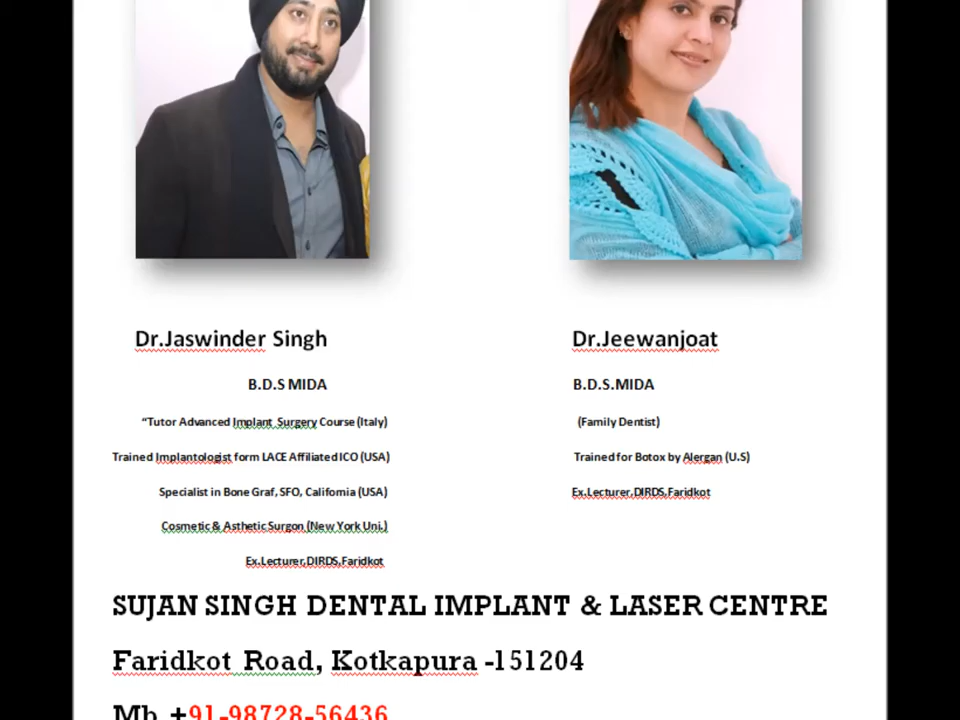 Dr.Jaswinder Singh
B.D.S MIDA
“Tutor Advanced Implant Surgery Course (Italy)
Trained Implantologist form LACE Affiliated ICO (USA)
Specialist in Bone Graf, SFO, California (USA)
Cosmetic & Asthetic Surgon (New York Uni.)
Ex.Lecturer,DIRDS,Faridkot
Dr.Jeewanjoat
B.D.S.MIDA
(Family Dentist)
Trained for Botox by Alergan (U.S)
Ex.Lecturer,DIRDS,Faridkot
SUJAN SINGH DENTAL IMPLANT & LASER CENTRE
Faridkot Road, Kotkapura -151204
Mb +91-98728-56436